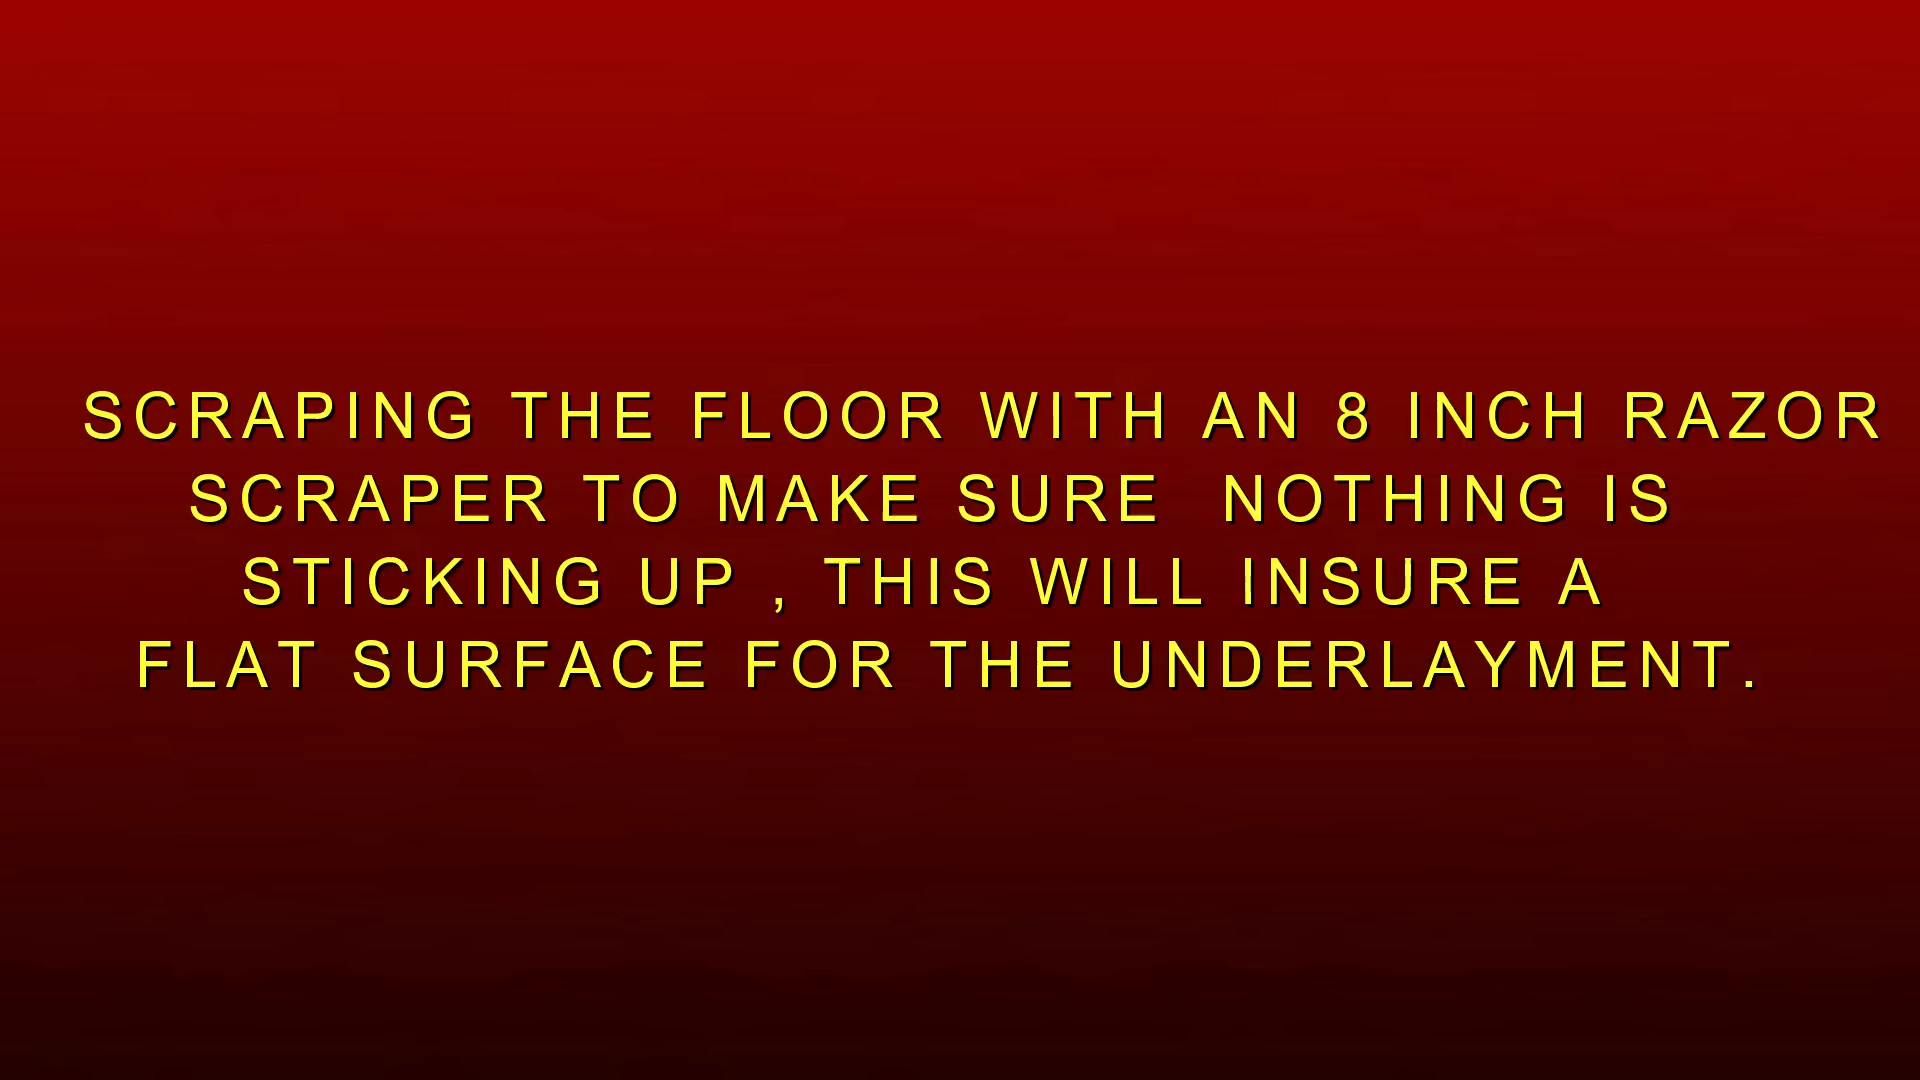 SCRAPING THE FLOOR WITH AN 8 INCH RAZOR
SCRAPER TO MAKE SURE  NOTHING IS
STICKING UP , THIS WILL INSURE A
FLAT SURFACE FOR THE UNDERLAYMENT.